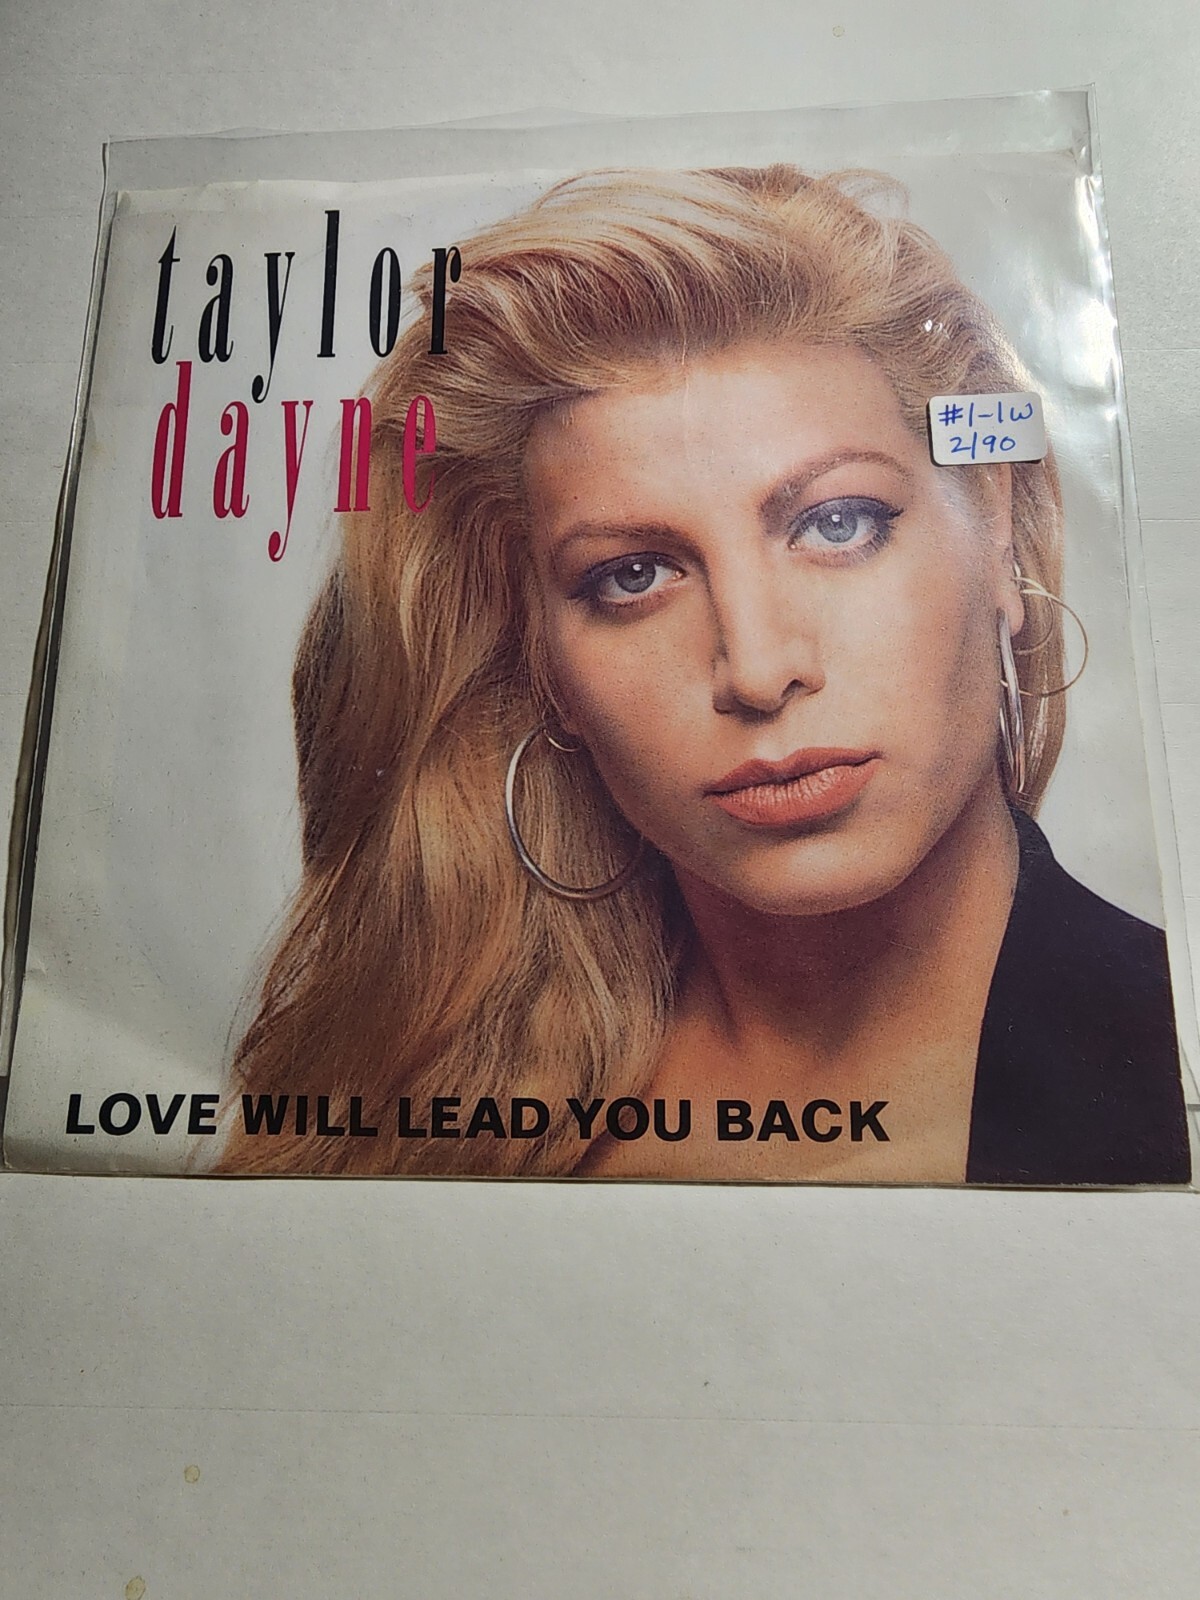 taylor
dayne
#1-1w
2/90
LOVE WILL LEAD YOU BACK